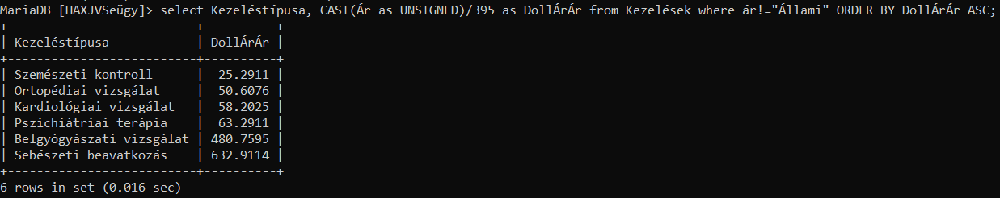 MariaDB [HAXJVSeügy]> select Kezeléstípusa, CAST(Ár as UNSIGNED)/395 as DollÁrÁr from Kezelések where ár!="Állami" ORDER BY DollÁrÁr ASC;
+------------------------+----------+
| Kezeléstípusa          | DollÁrÁr |
+------------------------+----------+
| Szemészeti kontroll    |  25.2911 |
| Ortopédiai vizsgálat   |  50.6076 |
| Kardiológiai vizsgálat |  58.2025 |
| Pszichiátriai terápia  |  63.2911 |
| Belgyógyászati vizsgálat | 480.7595 |
| Sebészeti beavatkozás  | 632.9114 |
+------------------------+----------+
6 rows in set (0.016 sec)